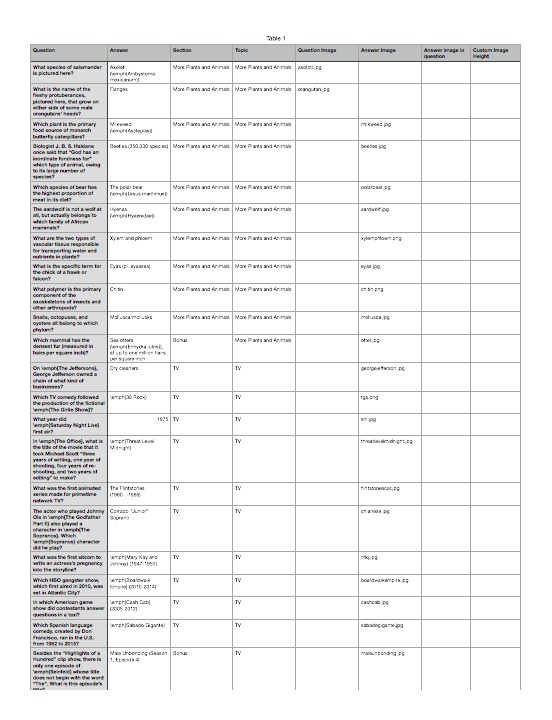 Table 1
Question Answer Section Topic Question Image Answer Image Answer image in question Custom Image Height
What species of salamander is pictured here? Axolotl (\emph{Ambystoma mexicanum}) More Plants and Animals More Plants and Animals axolotl.jpg
What is the name of the fleshy protuberances, pictured here, that grow on either side of some male orangutans' heads? Flanges More Plants and Animals More Plants and Animals orangutan.jpg
Which plant is the primary food source of monarch butterfly caterpillars? Milkweed (\emph{Asclepias}) More Plants and Animals More Plants and Animals milkweed.jpg
Biologist J. B. S. Haldane once said that "God has an inordinate fondness for" which type of animal, owing to its large number of species? Beetles (350,000 species) More Plants and Animals More Plants and Animals beetles.jpg
Which species of bear has the highest proportion of meat in its diet? The polar bear (\emph{Ursus maritimus}) More Plants and Animals More Plants and Animals polarbear.jpg
The aardwolf is not a wolf at all, but actually belongs to which family of African mammals? Hyenas (\emph{Hyaenidae}) More Plants and Animals More Plants and Animals aardwolf.jpg
What are the two types of vascular tissue responsible for transporting water and nutrients in plants? Xylem and phloem More Plants and Animals More Plants and Animals xylemphloem.png
What is the specific term for the chick of a hawk or falcon? Eyas (pl. eyasses) More Plants and Animals More Plants and Animals eyas.jpg
What polymer is the primary component of the exoskeletons of insects and other arthropods? Chitin More Plants and Animals More Plants and Animals chitin.png
Snails, octopuses, and oysters all belong to which phylum? Mollusca/mollusks More Plants and Animals More Plants and Animals mollusca.jpg
Which mammal has the densest fur (measured in hairs per square inch)? Sea otters (\emph{Enhydra lutris}), at up to one million hairs per square inch Bonus More Plants and Animals otter.jpg
On \emph{The Jeffersons}, George Jefferson owned a chain of what kind of businesses? Dry cleaners TV TV georgejefferson.jpg
Which TV comedy followed the production of the fictional \emph{The Girlie Show}? \emph{30 Rock} TV TV tgs.png
What year did \emph{Saturday Night Live} first air? 1975 TV TV snl.jpg
In \emph{The Office}, what is the title of the movie that it took Michael Scott "three years of writing, one year of shooting, four years of re-shooting, and two years of editing" to make? \emph{Threat Level Midnight} TV TV threatlevelmidnight.jpg
What was the first animated series made for primetime network TV? The Flintstones (1960 - 1966) TV TV flintstonescar.jpg
The actor who played Johnny Ola in \emph{The Godfather Part II} also played a character in \emph{The Sopranos}. Which \emph{Sopranos} character did he play? Corrado "Junior" Soprano TV TV chianese.jpg
What was the first sitcom to write an actress's pregnancy into the storyline? \emph{Mary Kay and Johnny} (1947-1950) TV TV mkj.jpg
Which HBO gangster show, which first aired in 2010, was set in Atlantic City? \emph{Boardwalk Empire} (2010-2014) TV TV boardwalkempire.jpg
In which American game show did contestants answer questions in a taxi? \emph{Cash Cab} (2005-2012) TV TV cashcab.jpg
Which Spanish language comedy, created by Don Francisco, ran in the U.S. from 1962 to 2015? \emph{Sabado Gigante} TV TV sabadogigante.jpg
Besides the "Highlights of a Hundred" clip show, there is only one episode of \emph{Seinfeld} whose title does not begin with the word "The". What is this episode's Male Unbonding (Season 1, Episode 4) Bonus TV maleunbonding.jpg